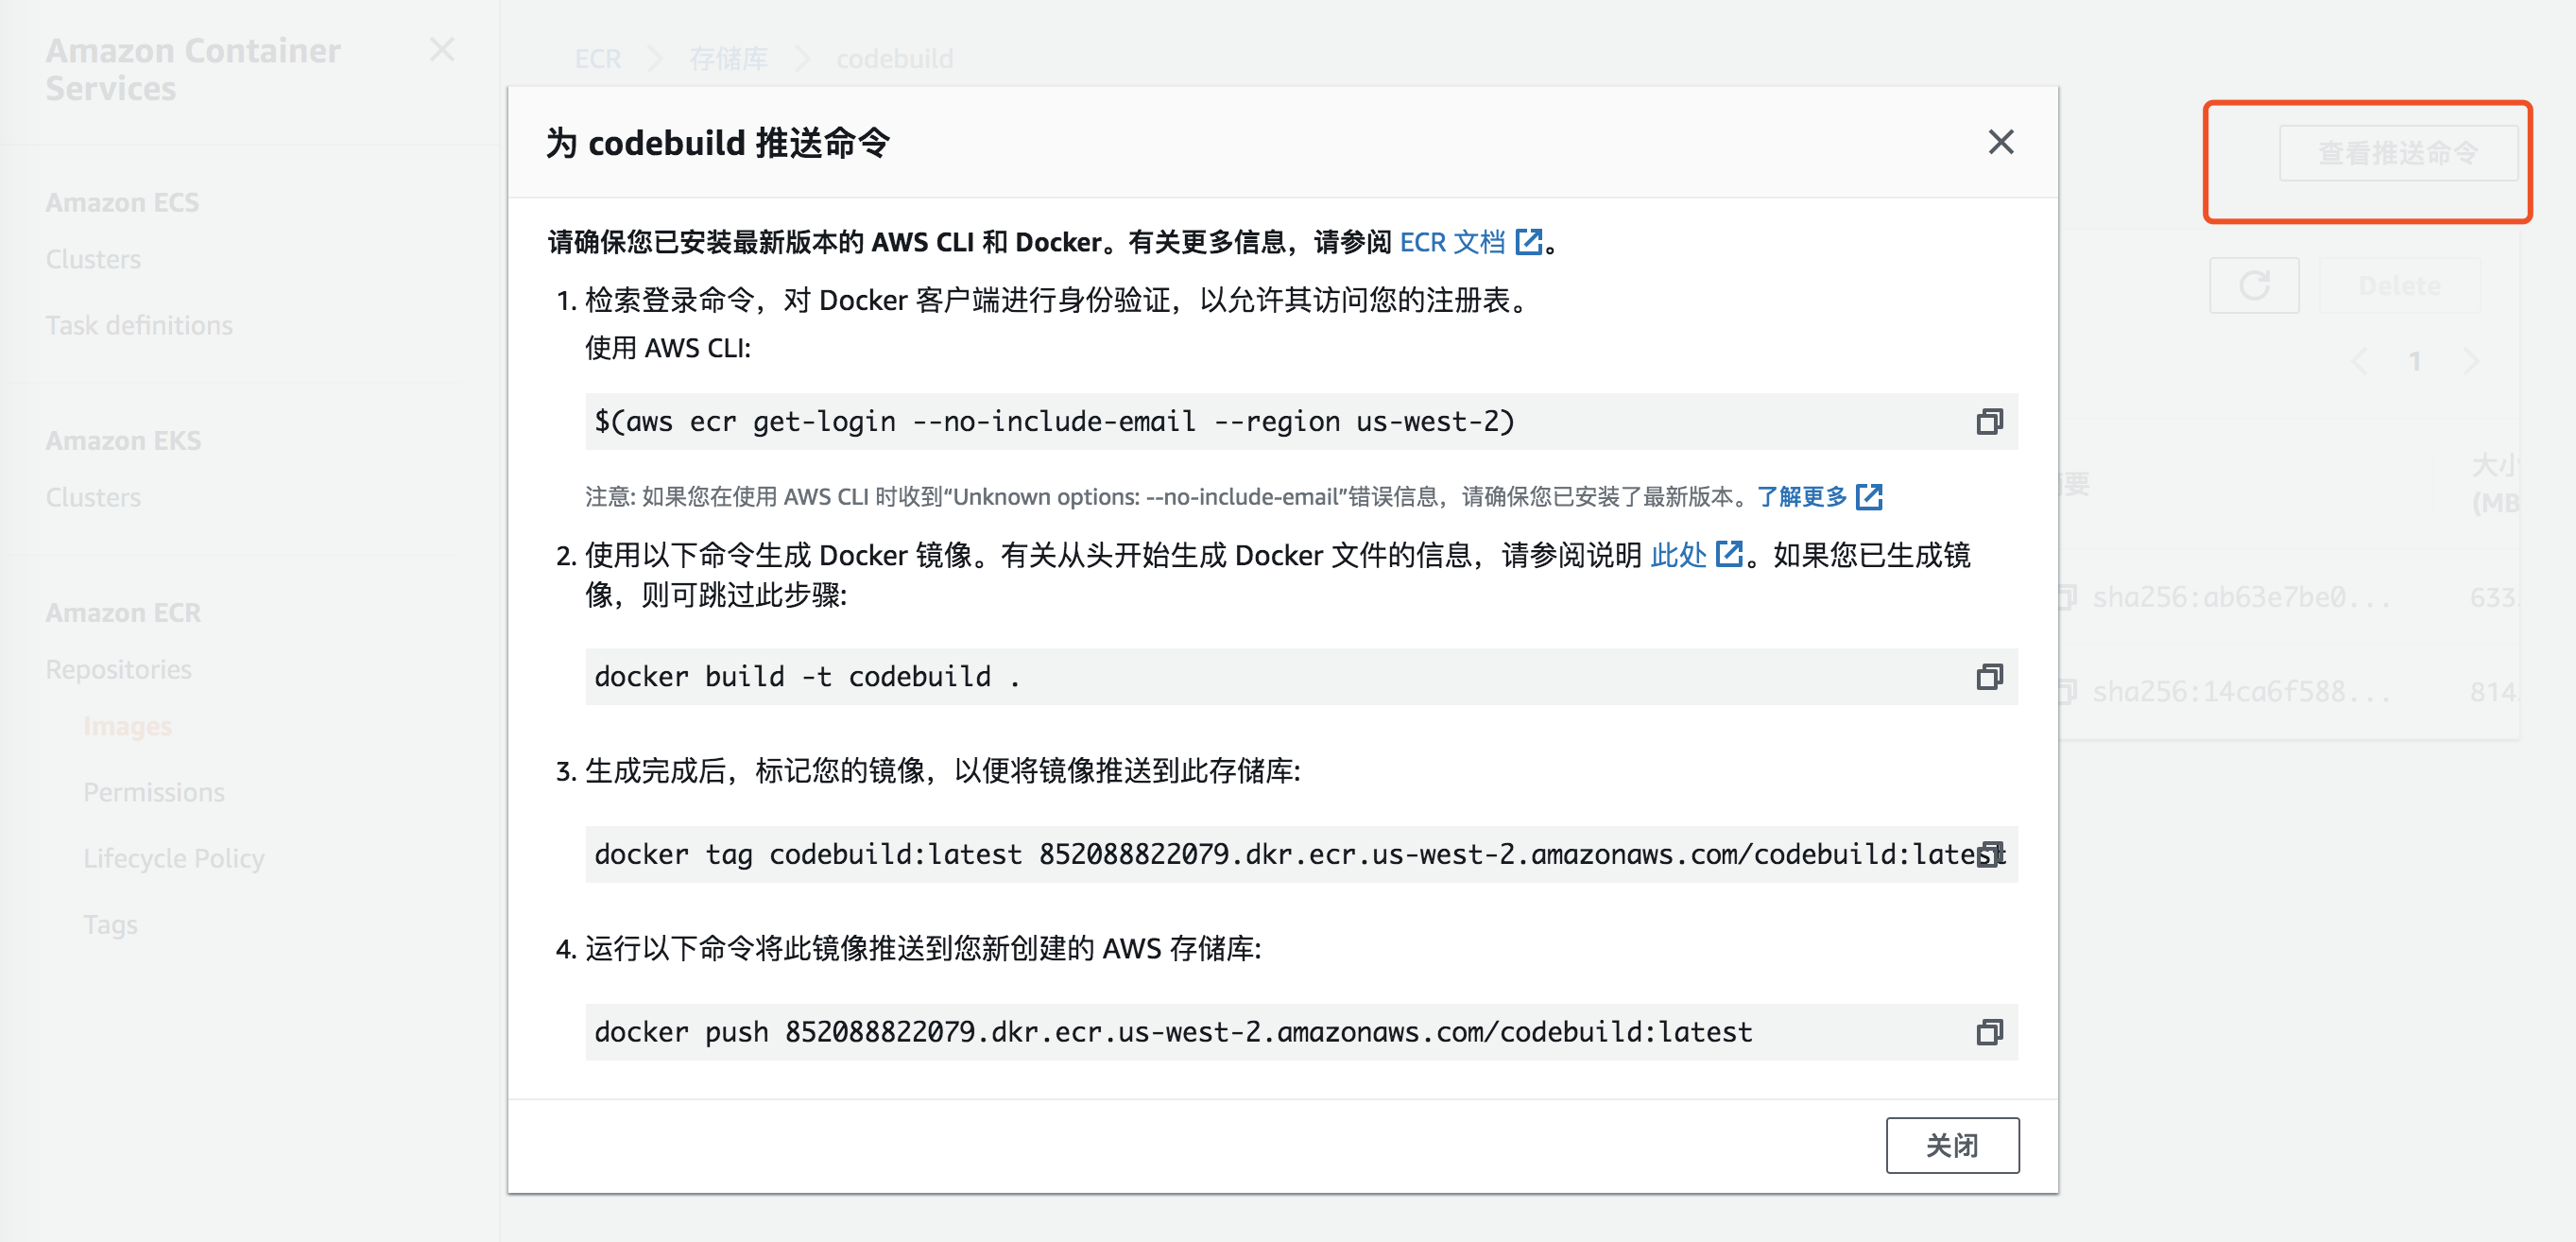 Amazon Container
Services
Amazon ECS
Clusters
Task definitions
Amazon EKS
Clusters
Amazon ECR
Repositories
Images
Permissions
Lifecycle Policy
Tags
ECR
存储库
codebuild
为 codebuild 推送命令
请确保您已安装最新版本的 AWS CLI 和 Docker。有关更多信息，请参阅 ECR 文档。
1. 检索登录命令，对 Docker 客户端进行身份验证，以允许其访问您的注册表。
使用 AWS CLI:
$(aws ecr get-login --no-include-email --region us-west-2)
注意: 如果您在使用 AWS CLI 时收到“Unknown options: --no-include-email”错误信息，请确保您已安装了最新版本。了解更多
2. 使用以下命令生成 Docker 镜像。有关从头开始生成 Docker 文件的信息，请参阅说明 此处。如果您已生成镜
像，则可跳过此步骤:
docker build -t codebuild .
3. 生成完成后，标记您的镜像，以便将镜像推送到此存储库:
docker tag codebuild:latest 852088822079.dkr.ecr.us-west-2.amazonaws.com/codebuild:latest
4. 运行以下命令将此镜像推送到您新创建的 AWS 存储库:
docker push 852088822079.dkr.ecr.us-west-2.amazonaws.com/codebuild:latest
关闭
查看推送命令
Delete
1
要
大小
(MB
sha256:ab63e7be0...
633.
sha256:14ca6f588...
814.